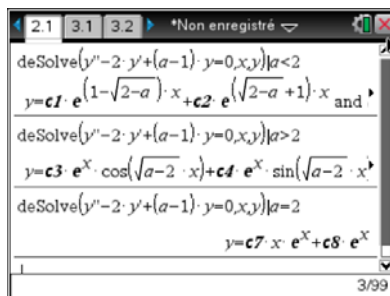 2.1 3.1 3.2 *Non enregistré
deSolve(y''-2·y'+(a-1)·y=0,x,y)|a<2
y=c1·e^((1-√(2-a))·x)+c2·e^((√(2-a)+1)·x) and
deSolve(y''-2·y'+(a-1)·y=0,x,y)|a>2
y=c3·e^x·cos(√(a-2)·x)+c4·e^x·sin(√(a-2)·x)
deSolve(y''-2·y'+(a-1)·y=0,x,y)|a=2
y=c7·x·e^x+c8·e^x
3/99